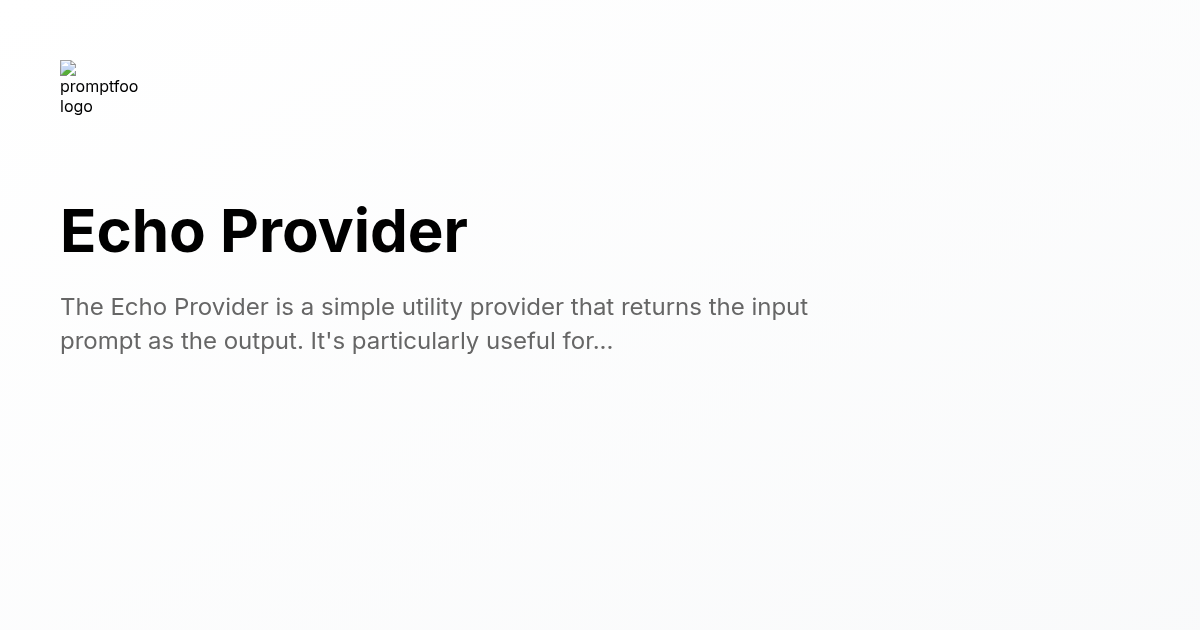 promptfoo
logo
Echo Provider
The Echo Provider is a simple utility provider that returns the input
prompt as the output. It's particularly useful for...